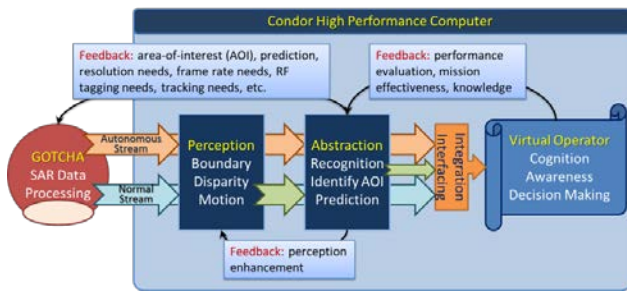 Condor High Performance Computer
Feedback: area-of-interest (AOI), prediction,
resolution needs, frame rate needs, RF
tagging needs, tracking needs, etc.
Feedback: performance
evaluation, mission
effectiveness, knowledge
GOTCHA
SAR Data
Processing
Autonomous
Stream
Normal
Stream
Perception
Boundary
Disparity
Motion
Abstraction
Recognition
Identify AOI
Prediction
Integration
Interfacing
Virtual Operator
Cognition
Awareness
Decision Making
Feedback: perception
enhancement